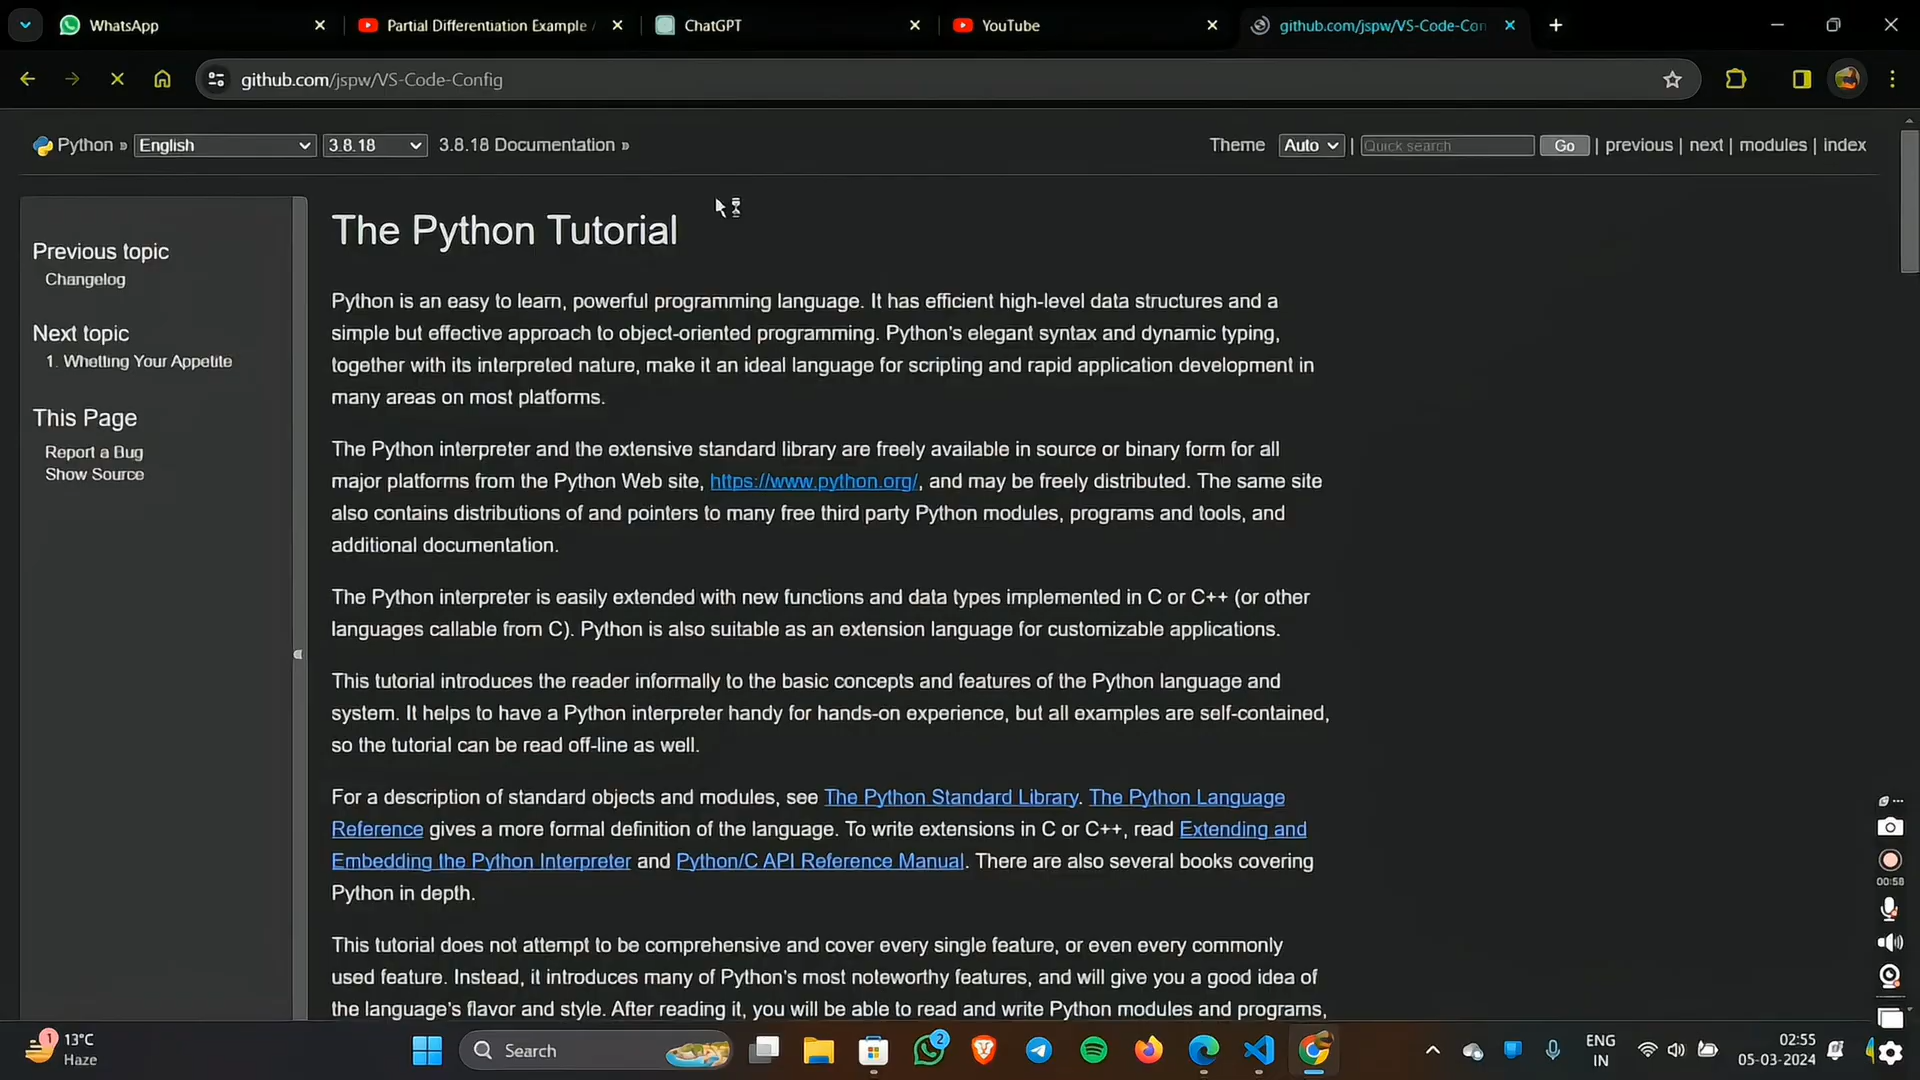 WhatsApp
Partial Differentiation Example /
ChatGPT
YouTube
github.com/jspw/VS-Code-Con
github.com/jspw/VS-Code-Config
Python » English 3.8.18 3.8.18 Documentation »
Theme Auto | Quick search Go | previous | next | modules | index
Previous topic
Changelog
Next topic
1. Whetting Your Appetite
This Page
Report a Bug
Show Source
The Python Tutorial
Python is an easy to learn, powerful programming language. It has efficient high-level data structures and a
simple but effective approach to object-oriented programming. Python's elegant syntax and dynamic typing,
together with its interpreted nature, make it an ideal language for scripting and rapid application development in
many areas on most platforms.
The Python interpreter and the extensive standard library are freely available in source or binary form for all
major platforms from the Python Web site, https://www.python.org/, and may be freely distributed. The same site
also contains distributions of and pointers to many free third party Python modules, programs and tools, and
additional documentation.
The Python interpreter is easily extended with new functions and data types implemented in C or C++ (or other
languages callable from C). Python is also suitable as an extension language for customizable applications.
This tutorial introduces the reader informally to the basic concepts and features of the Python language and
system. It helps to have a Python interpreter handy for hands-on experience, but all examples are self-contained,
so the tutorial can be read off-line as well.
For a description of standard objects and modules, see The Python Standard Library. The Python Language
Reference gives a more formal definition of the language. To write extensions in C or C++, read Extending and
Embedding the Python Interpreter and Python/C API Reference Manual. There are also several books covering
Python in depth.
This tutorial does not attempt to be comprehensive and cover every single feature, or even every commonly
used feature. Instead, it introduces many of Python's most noteworthy features, and will give you a good idea of
the language's flavor and style. After reading it, you will be able to read and write Python modules and programs,
00:58
1
13°C
Haze
Search
2
ENG
IN
02:55
05-03-2024